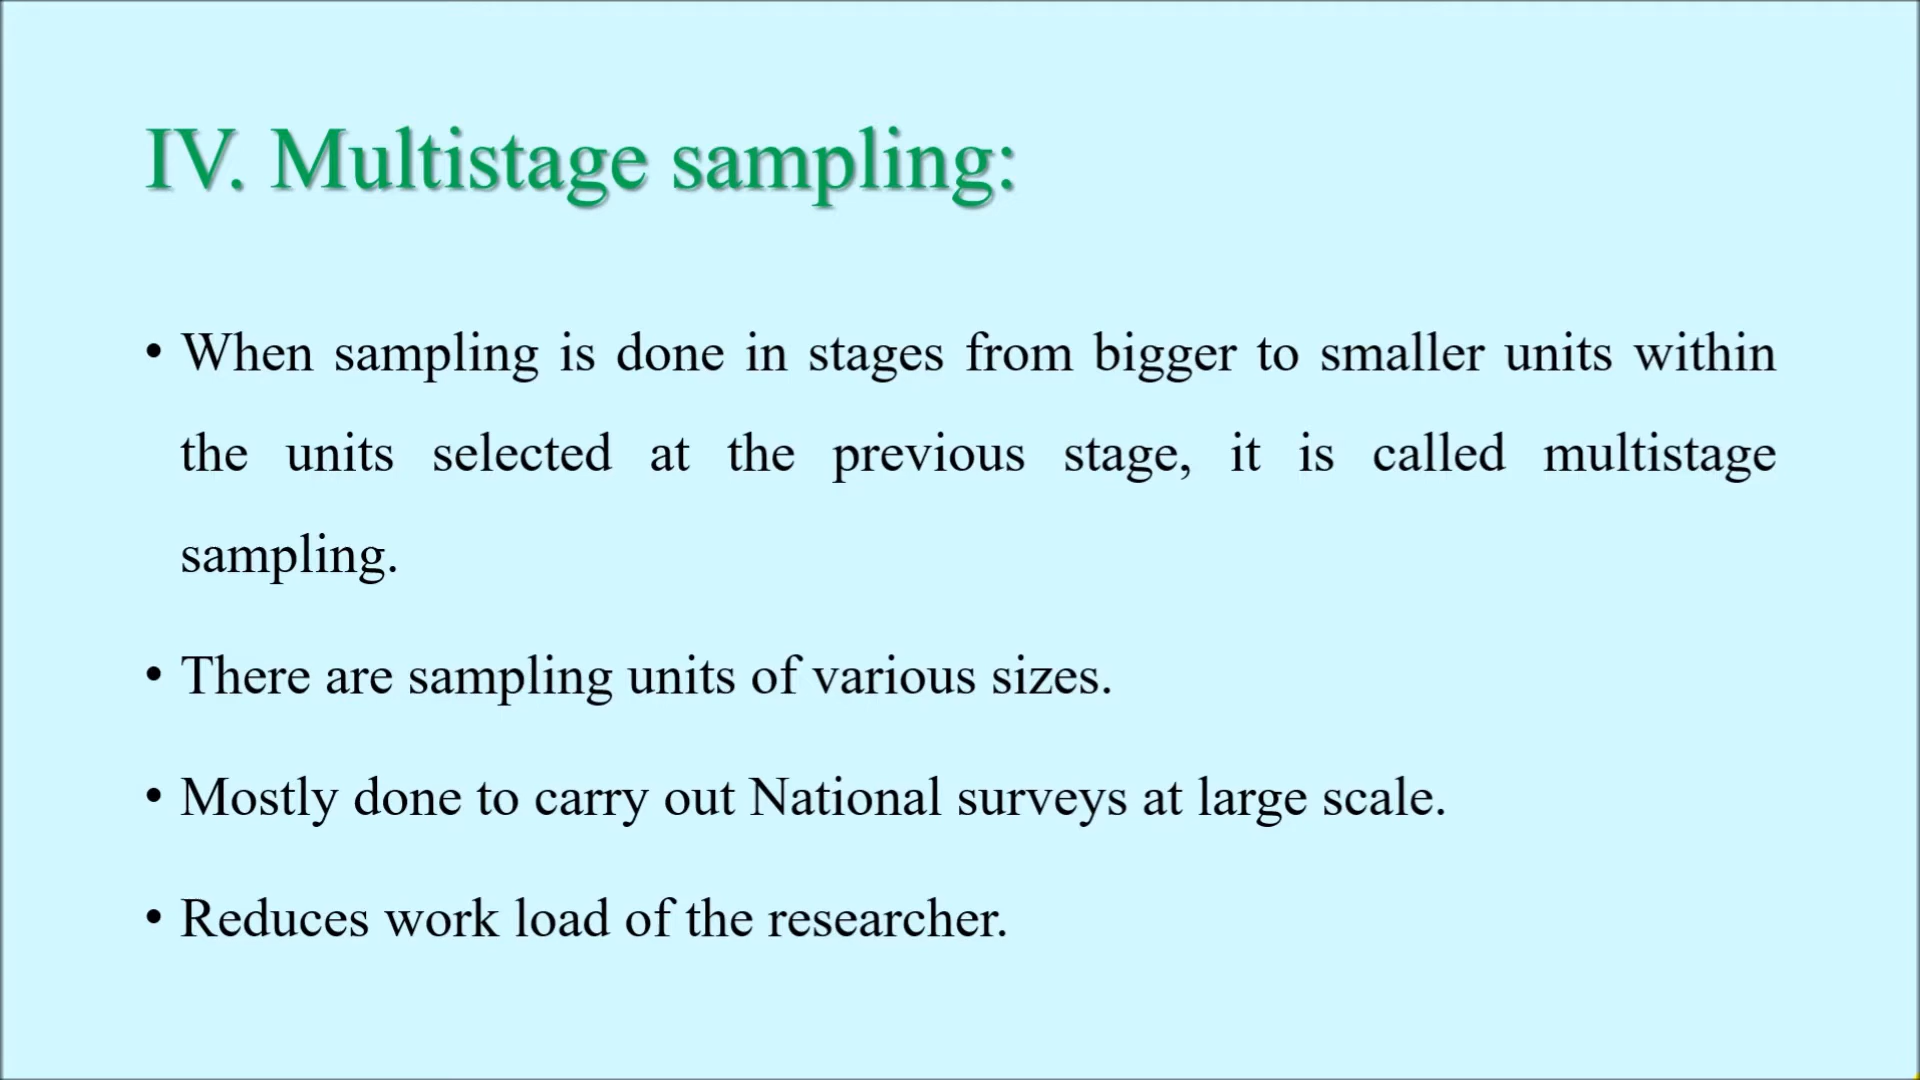 IV. Multistage sampling:
• When sampling is done in stages from bigger to smaller units within
the units selected at the previous stage, it is called multistage
sampling.
• There are sampling units of various sizes.
• Mostly done to carry out National surveys at large scale.
• Reduces work load of the researcher.